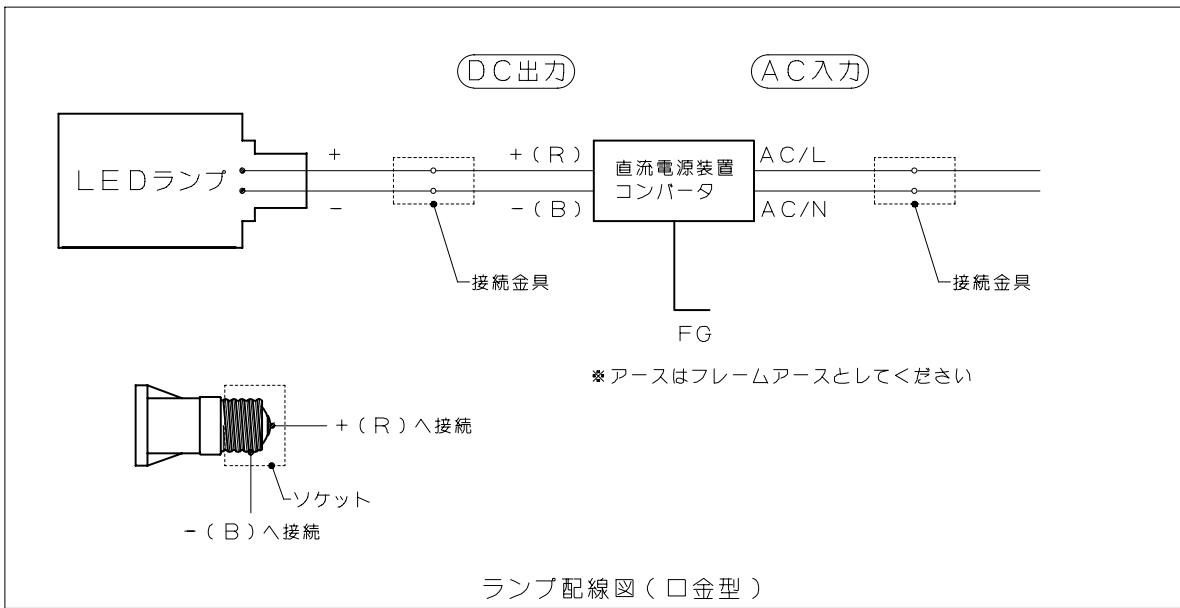 DC出力
AC入力
LEDランプ
+
-
+(R)
-(B)
直流電源装置
コンバータ
AC/L
AC/N
接続金具
接続金具
FG
※アースはフレームアースとしてください
+(R)へ接続
ソケット
-(B)へ接続
ランプ配線図(口金型)